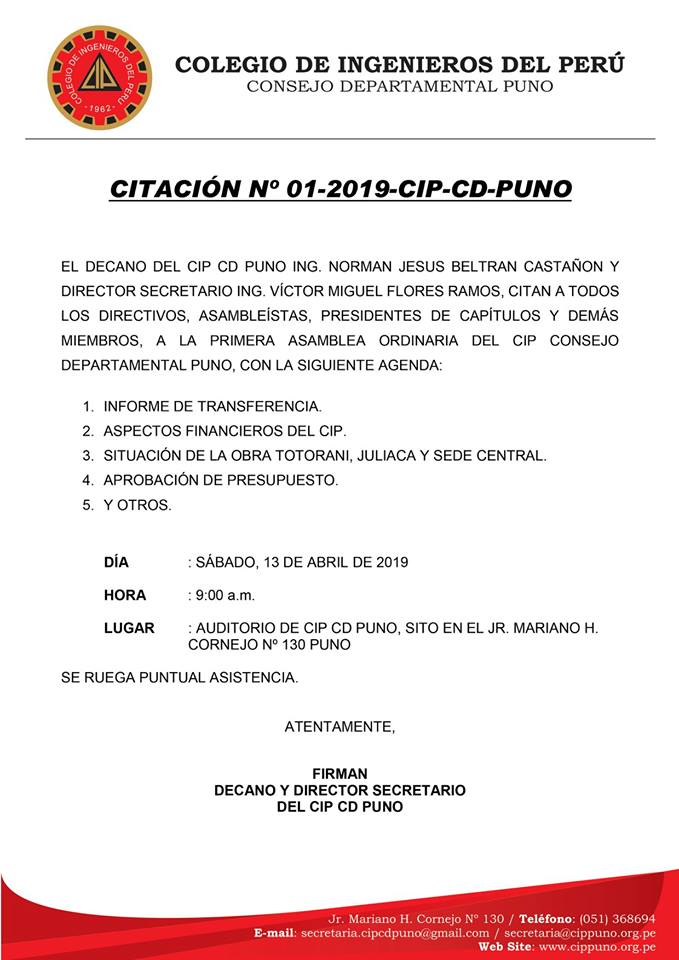 COLEGIO DE INGENIEROS DEL PERU
CIP
- 1962 -
COLEGIO DE INGENIEROS DEL PERÚ
CONSEJO DEPARTAMENTAL PUNO
CITACIÓN Nº 01-2019-CIP-CD-PUNO
EL DECANO DEL CIP CD PUNO ING. NORMAN JESUS BELTRAN CASTAÑON Y
DIRECTOR SECRETARIO ING. VÍCTOR MIGUEL FLORES RAMOS, CITAN A TODOS
LOS DIRECTIVOS, ASAMBLEÍSTAS, PRESIDENTES DE CAPÍTULOS Y DEMÁS
MIEMBROS, A LA PRIMERA ASAMBLEA ORDINARIA DEL CIP CONSEJO
DEPARTAMENTAL PUNO, CON LA SIGUIENTE AGENDA:
1. INFORME DE TRANSFERENCIA.
2. ASPECTOS FINANCIEROS DEL CIP.
3. SITUACIÓN DE LA OBRA TOTORANI, JULIACA Y SEDE CENTRAL.
4. APROBACIÓN DE PRESUPUESTO.
5. Y OTROS.
DÍA : SÁBADO, 13 DE ABRIL DE 2019
HORA : 9:00 a.m.
LUGAR : AUDITORIO DE CIP CD PUNO, SITO EN EL JR. MARIANO H.
CORNEJO Nº 130 PUNO
SE RUEGA PUNTUAL ASISTENCIA.
ATENTAMENTE,
FIRMAN
DECANO Y DIRECTOR SECRETARIO
DEL CIP CD PUNO
Jr. Mariano H. Cornejo N° 130 / Teléfono: (051) 368694
E-mail: secretaria.cipcdpuno@gmail.com / secretaria@cippuno.org.pe
Web Site: www.cippuno.org.pe